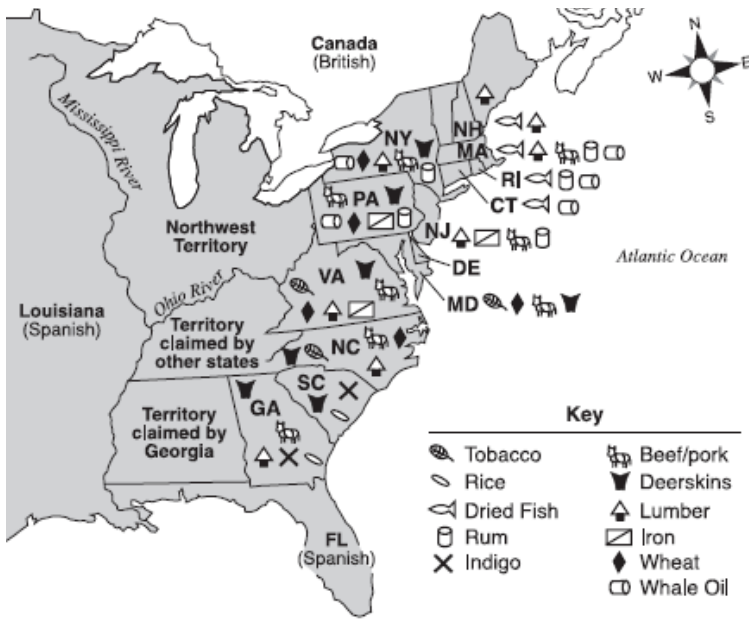 N
W
E
S
Canada
(British)
Mississippi River
NH
NY
MA
RI
PA
CT
Northwest
Territory
NJ
Atlantic Ocean
DE
VA
Ohio River
MD
Louisiana
(Spanish)
Territory
claimed by
other states
NC
SC
GA
Territory
claimed by
Georgia
FL
(Spanish)
Key
Tobacco
Rice
Dried Fish
Rum
Indigo
Beef/pork
Deerskins
Lumber
Iron
Wheat
Whale Oil